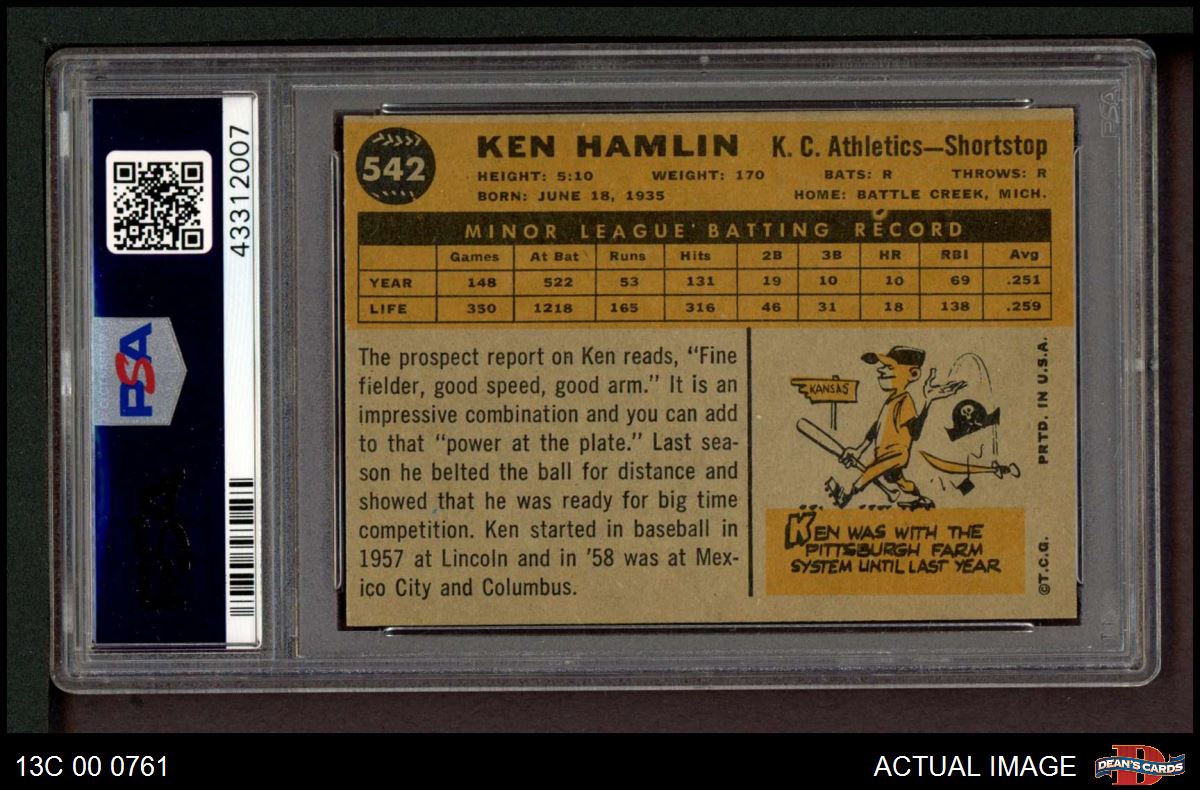 43312007
PSA
PSA
542
KEN HAMLIN K. C. Athletics—Shortstop
HEIGHT: 5:10 WEIGHT: 170 BATS: R THROWS: R
BORN: JUNE 18, 1935 HOME: BATTLE CREEK, MICH.
MINOR LEAGUE BATTING RECORD
Games At Bat Runs Hits 2B 3B HR RBI Avg
YEAR 148 522 53 131 19 10 10 69 .251
LIFE 350 1218 165 316 46 31 18 138 .259
The prospect report on Ken reads, “Fine
fielder, good speed, good arm.” It is an
impressive combination and you can add
to that “power at the plate.” Last sea-
son he belted the ball for distance and
showed that he was ready for big time
competition. Ken started in baseball in
1957 at Lincoln and in ’58 was at Mex-
ico City and Columbus.
KANSAS
KEN WAS WITH THE
PITTSBURGH FARM
SYSTEM UNTIL LAST YEAR
©T.C.G. PRTD. IN U.S.A.
PSA
13C 00 0761
ACTUAL IMAGE
DEAN'S CARDS